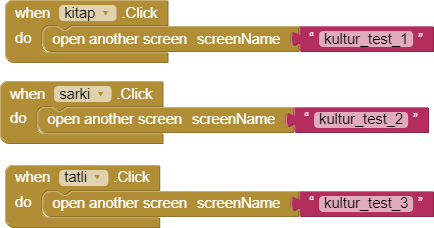 when kitap .Click
do open another screen screenName " kultur_test_1 "
when sarki .Click
do open another screen screenName " kultur_test_2 "
when tatli .Click
do open another screen screenName " kultur_test_3 "